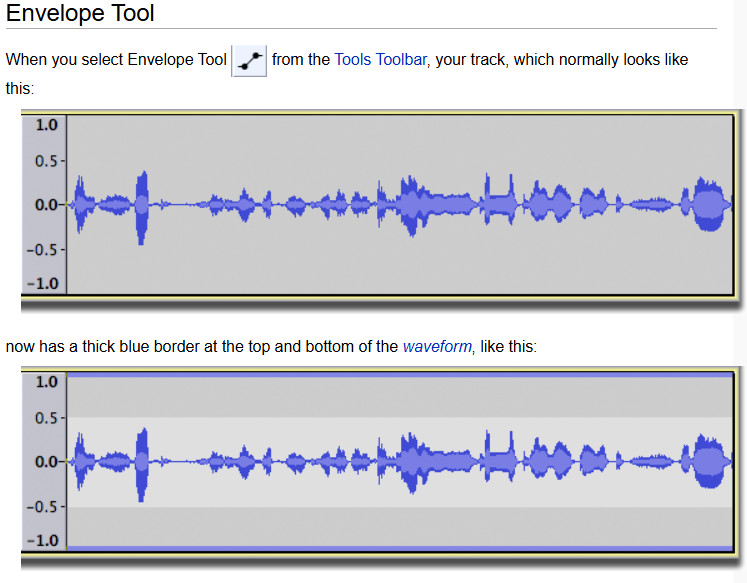 Envelope Tool
When you select Envelope Tool from the Tools Toolbar, your track, which normally looks like
this:
1.0
0.5-
0.0-
-0.5-
-1.0
now has a thick blue border at the top and bottom of the waveform, like this:
1.0
0.5-
0.0-
-0.5-
-1.0